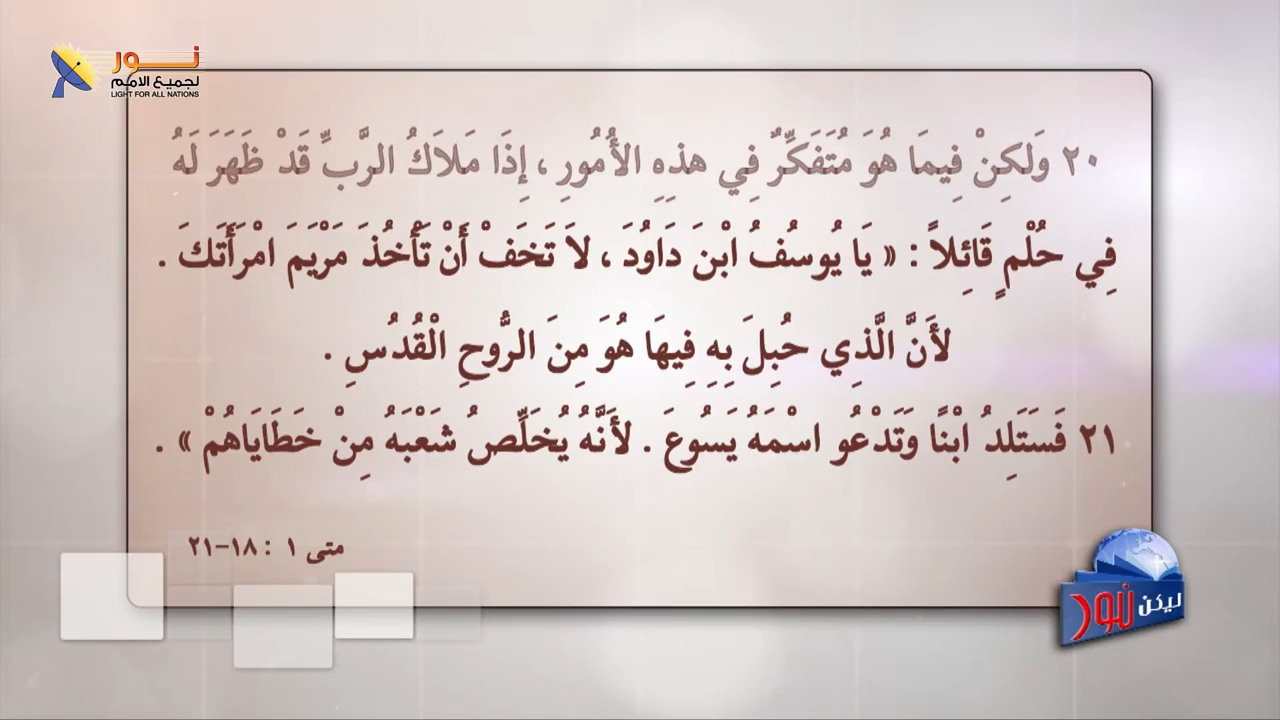 نور
لجميع الامم
LIGHT FOR ALL NATIONS
٢٠ وَلَكِنْ فِيمَا هُوَ مُتَفَكِّرٌ فِي هذِهِ الأُمُورِ ، إِذَا مَلاَكُ الرَّبِّ قَدْ ظَهَرَ لَهُ
فِي حُلْمٍ قَائِلاً : « يَا يُوسُفُ ابْنَ دَاوُدَ ، لاَ تَخَفْ أَنْ تَأْخُذَ مَرْيَمَ امْرَأَتَكَ .
لأَنَّ الَّذِي حُبِلَ بِهِ فِيهَا هُوَ مِنَ الرُّوحِ الْقُدُسِ .
٢١ فَسَتَلِدُ ابْنًا وَتَدْعُو اسْمَهُ يَسُوعَ . لأَنَّهُ يُخَلِّصُ شَعْبَهُ مِنْ خَطَايَاهُمْ » .
متى ١ : ١٨-٢١
ليكن نور